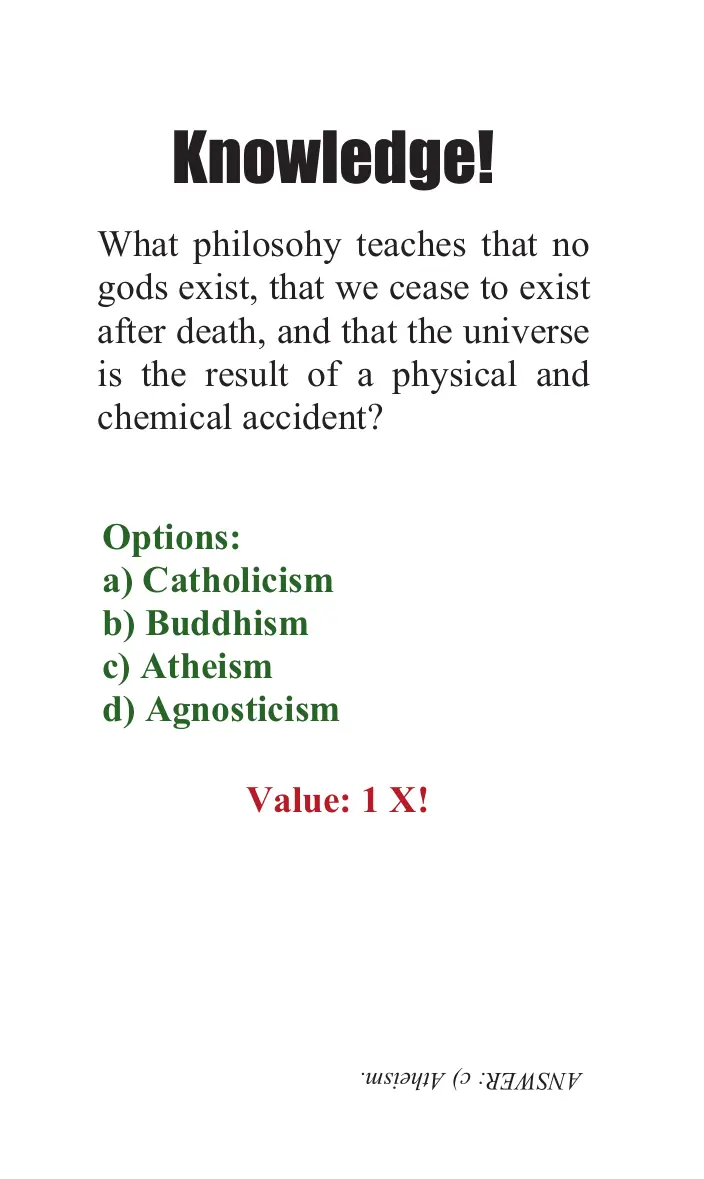 Knowledge!
What philosohy teaches that no
gods exist, that we cease to exist
after death, and that the universe
is the result of a physical and
chemical accident?
Options:
a) Catholicism
b) Buddhism
c) Atheism
d) Agnosticism
Value: 1 X!
ANSWER: c) Atheism.